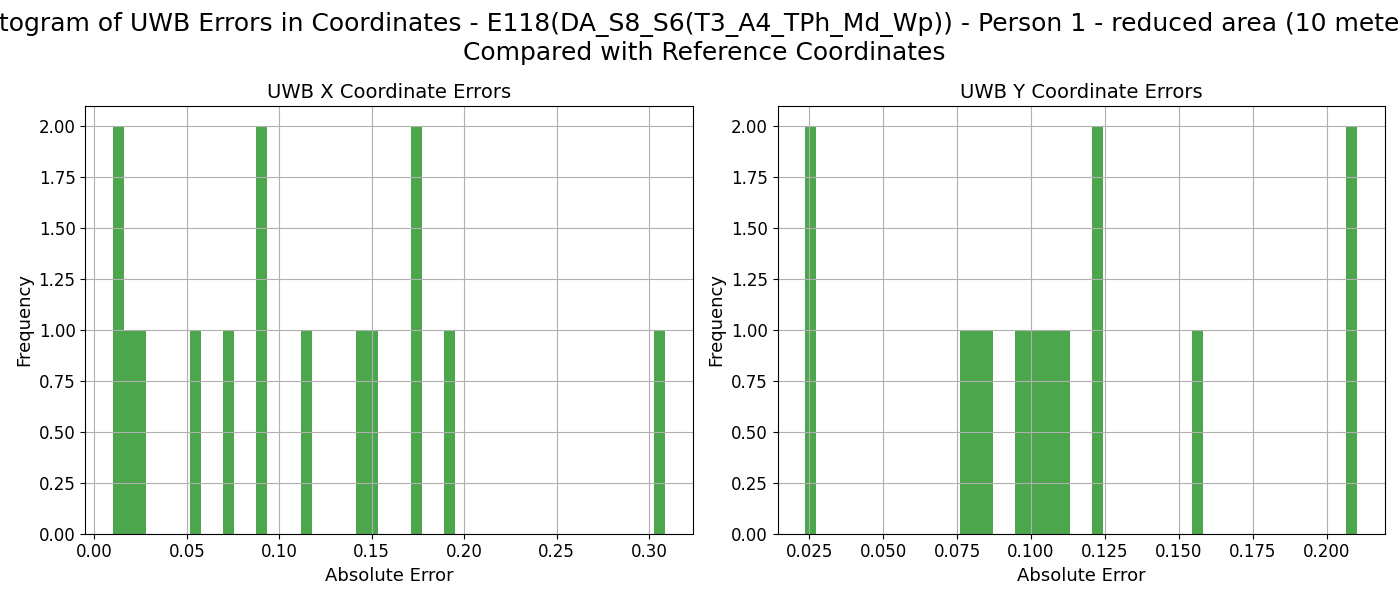 togram of UWB Errors in Coordinates - E118(DA_S8_S6(T3_A4_TPh_Md_Wp)) - Person 1 - reduced area (10 mete
Compared with Reference Coordinates
UWB X Coordinate Errors
Frequency
2.00
1.75
1.50
1.25
1.00
0.75
0.50
0.25
0.00
0.00 0.05 0.10 0.15 0.20 0.25 0.30
Absolute Error
UWB Y Coordinate Errors
Frequency
2.00
1.75
1.50
1.25
1.00
0.75
0.50
0.25
0.00
0.025 0.050 0.075 0.100 0.125 0.150 0.175 0.200
Absolute Error